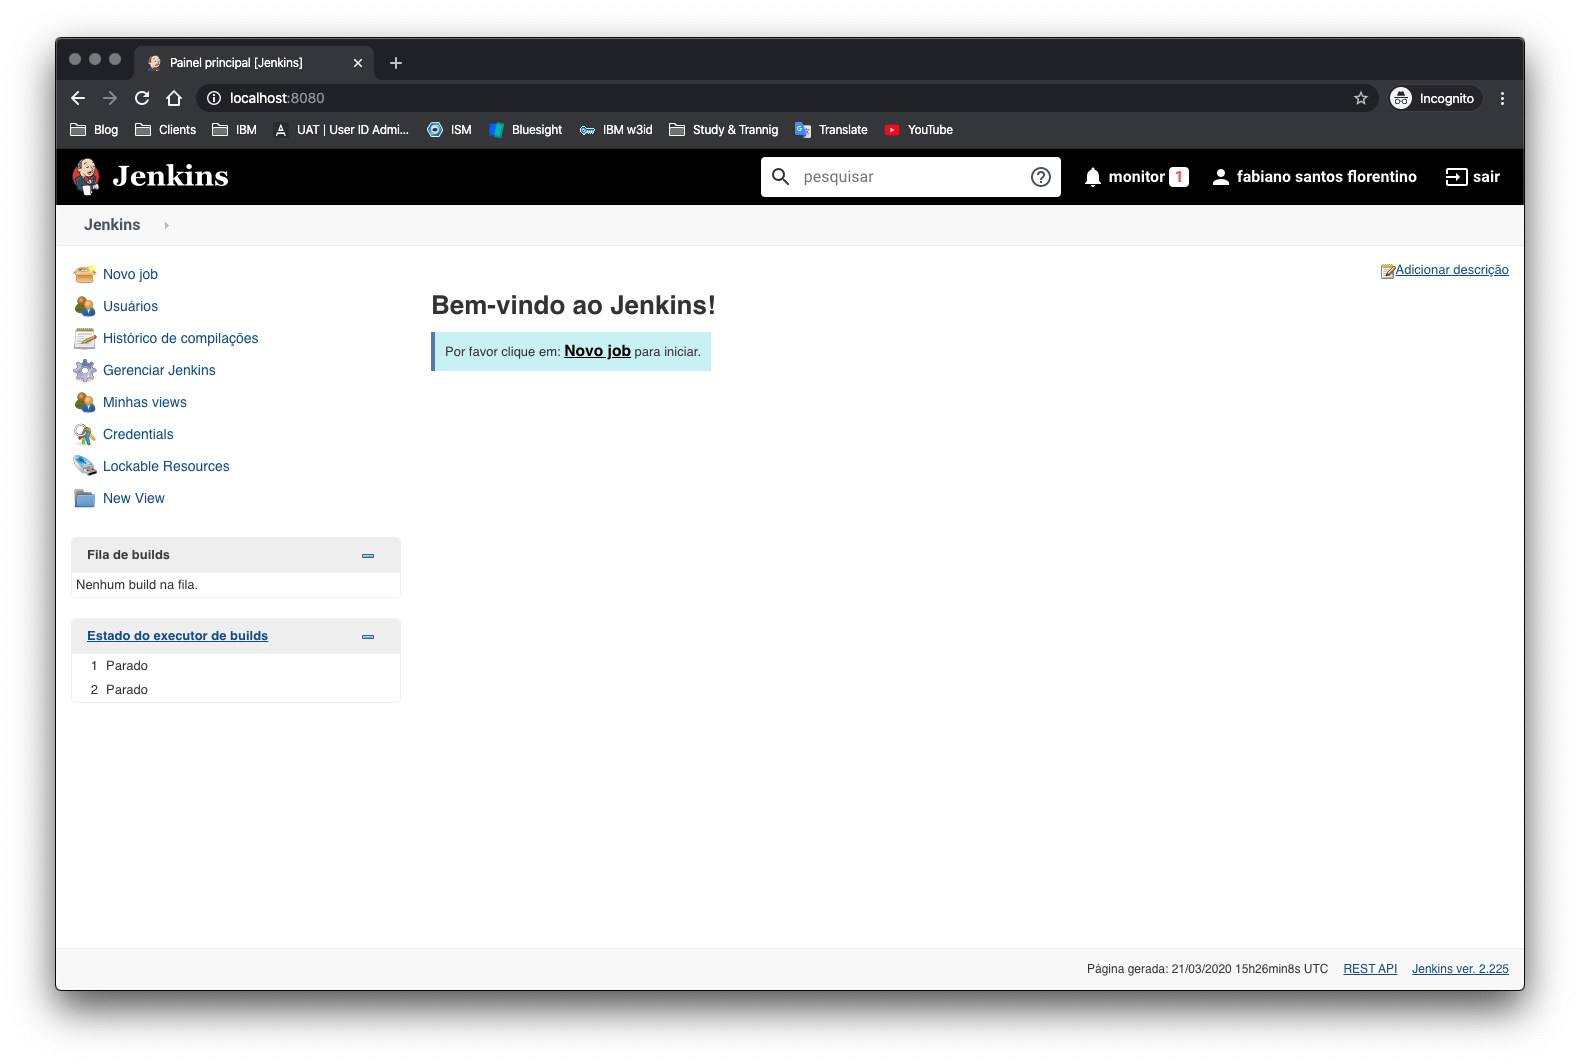 Painel principal [Jenkins]
localhost:8080
Incognito
Blog
Clients
IBM
UAT | User ID Admi...
ISM
Bluesight
IBM w3id
Study & Trannig
Translate
YouTube
Jenkins
pesquisar
monitor 1
fabiano santos florentino
sair
Jenkins
Novo job
Usuários
Histórico de compilações
Gerenciar Jenkins
Minhas views
Credentials
Lockable Resources
New View
Fila de builds
Nenhum build na fila.
Estado do executor de builds
1 Parado
2 Parado
Adicionar descrição
Bem-vindo ao Jenkins!
Por favor clique em: Novo job para iniciar.
Página gerada: 21/03/2020 15h26min8s UTC
REST API
Jenkins ver. 2.225